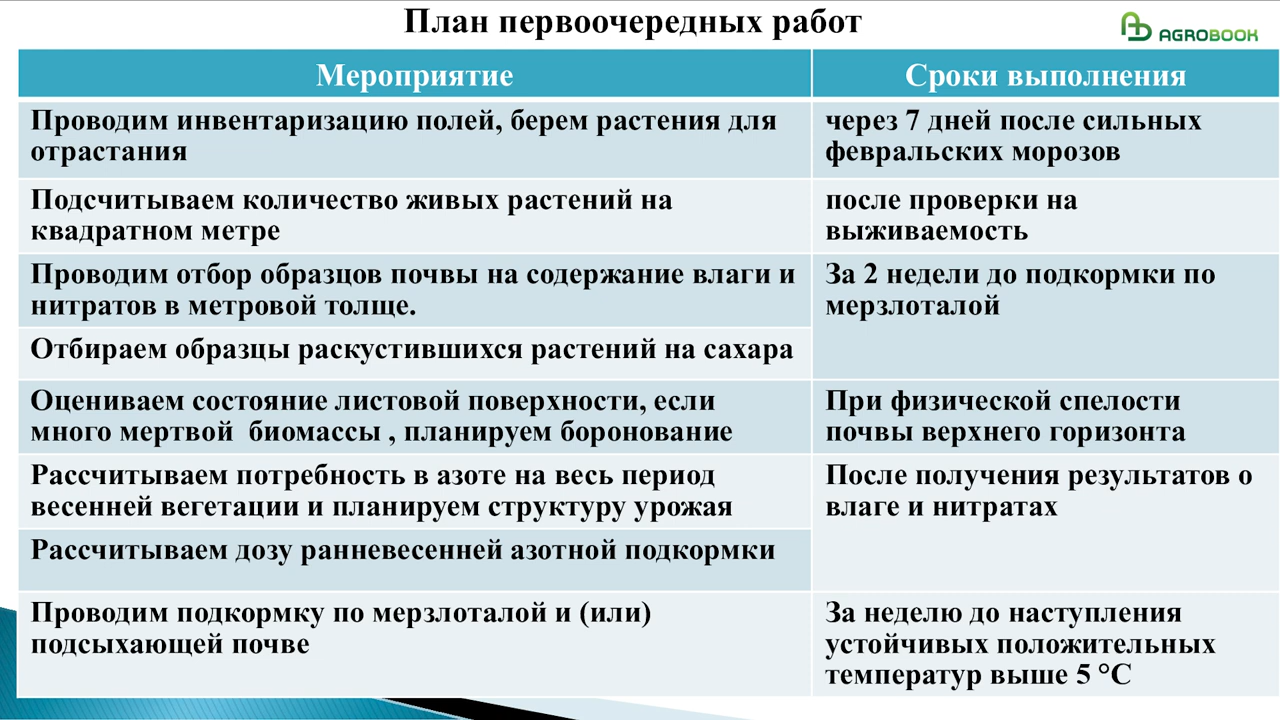 План первоочередных работ
AGROBOOK
Мероприятие
Сроки выполнения
Проводим инвентаризацию полей, берем растения для
отрастания
через 7 дней после сильных
февральских морозов
Подсчитываем количество живых растений на
квадратном метре
после проверки на
выживаемость
Проводим отбор образцов почвы на содержание влаги и
нитратов в метровой толще.
За 2 недели до подкормки по
мерзлоталой
Отбираем образцы раскустившихся растений на сахара
Оцениваем состояние листовой поверхности, если
много мертвой  биомассы , планируем боронование
При физической спелости
почвы верхнего горизонта
Рассчитываем потребность в азоте на весь период
весенней вегетации и планируем структуру урожая
После получения результатов о
влаге и нитратах
Рассчитываем дозу ранневесенней азотной подкормки
Проводим подкормку по мерзлоталой и (или)
подсыхающей почве
За неделю до наступления
устойчивых положительных
температур выше 5 °С